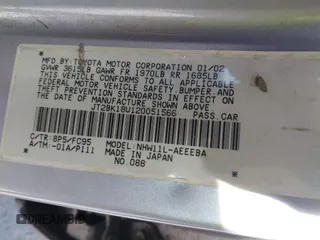 MFD. BY: TOYOTA MOTOR CORPORATION 01/02
GVWR 3615LB GAWR FR 1970LB RR 1685LB
THIS VEHICLE CONFORMS TO ALL APPLICABLE
FEDERAL MOTOR VEHICLE SAFETY, BUMPER, AND
THEFT PREVENTION STANDARDS IN EFFECT ON
THE DATE OF MANUFACTURE SHOWN ABOVE.
JT2BK18U120051566 PASS. CAR
C/TR: 8P5/FC95
A/TM: -01A/P111
MODEL: NHW11L-AEEEBA
MADE IN JAPAN
NO.088